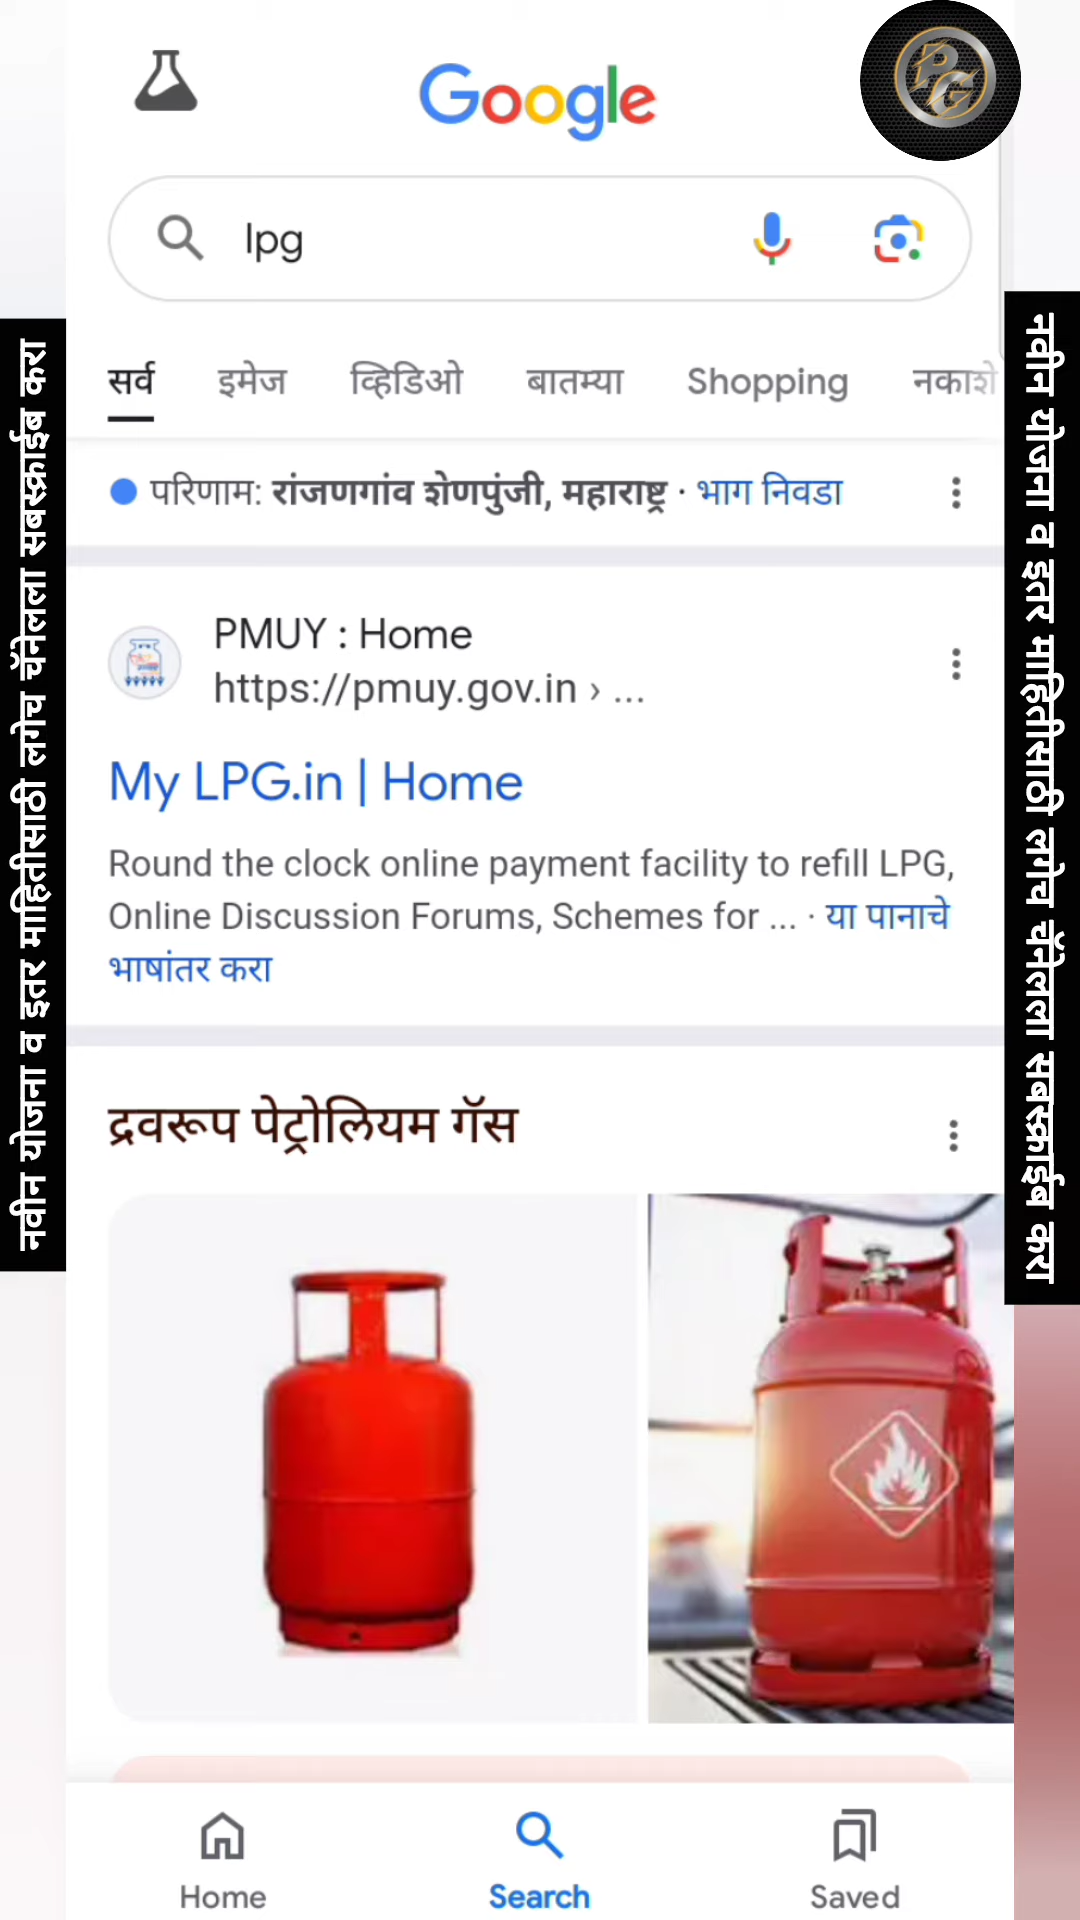 Google
PG
lpg
सर्व इमेज व्हिडिओ बातम्या Shopping नकाशे
परिणाम: रांजणगांव शेणपुंजी, महाराष्ट्र · भाग निवडा
PMUY : Home
https://pmuy.gov.in › ...
My LPG.in | Home
Round the clock online payment facility to refill LPG,
Online Discussion Forums, Schemes for ... · या पानाचे
भाषांतर करा
द्रवरूप पेट्रोलियम गॅस
Home Search Saved
नवीन योजना व इतर माहितीसाठी लगेच चॅनेलला सबस्क्राईब करा
नवीन योजना व इतर माहितीसाठी लगेच चॅनेलला सबस्क्राईब करा